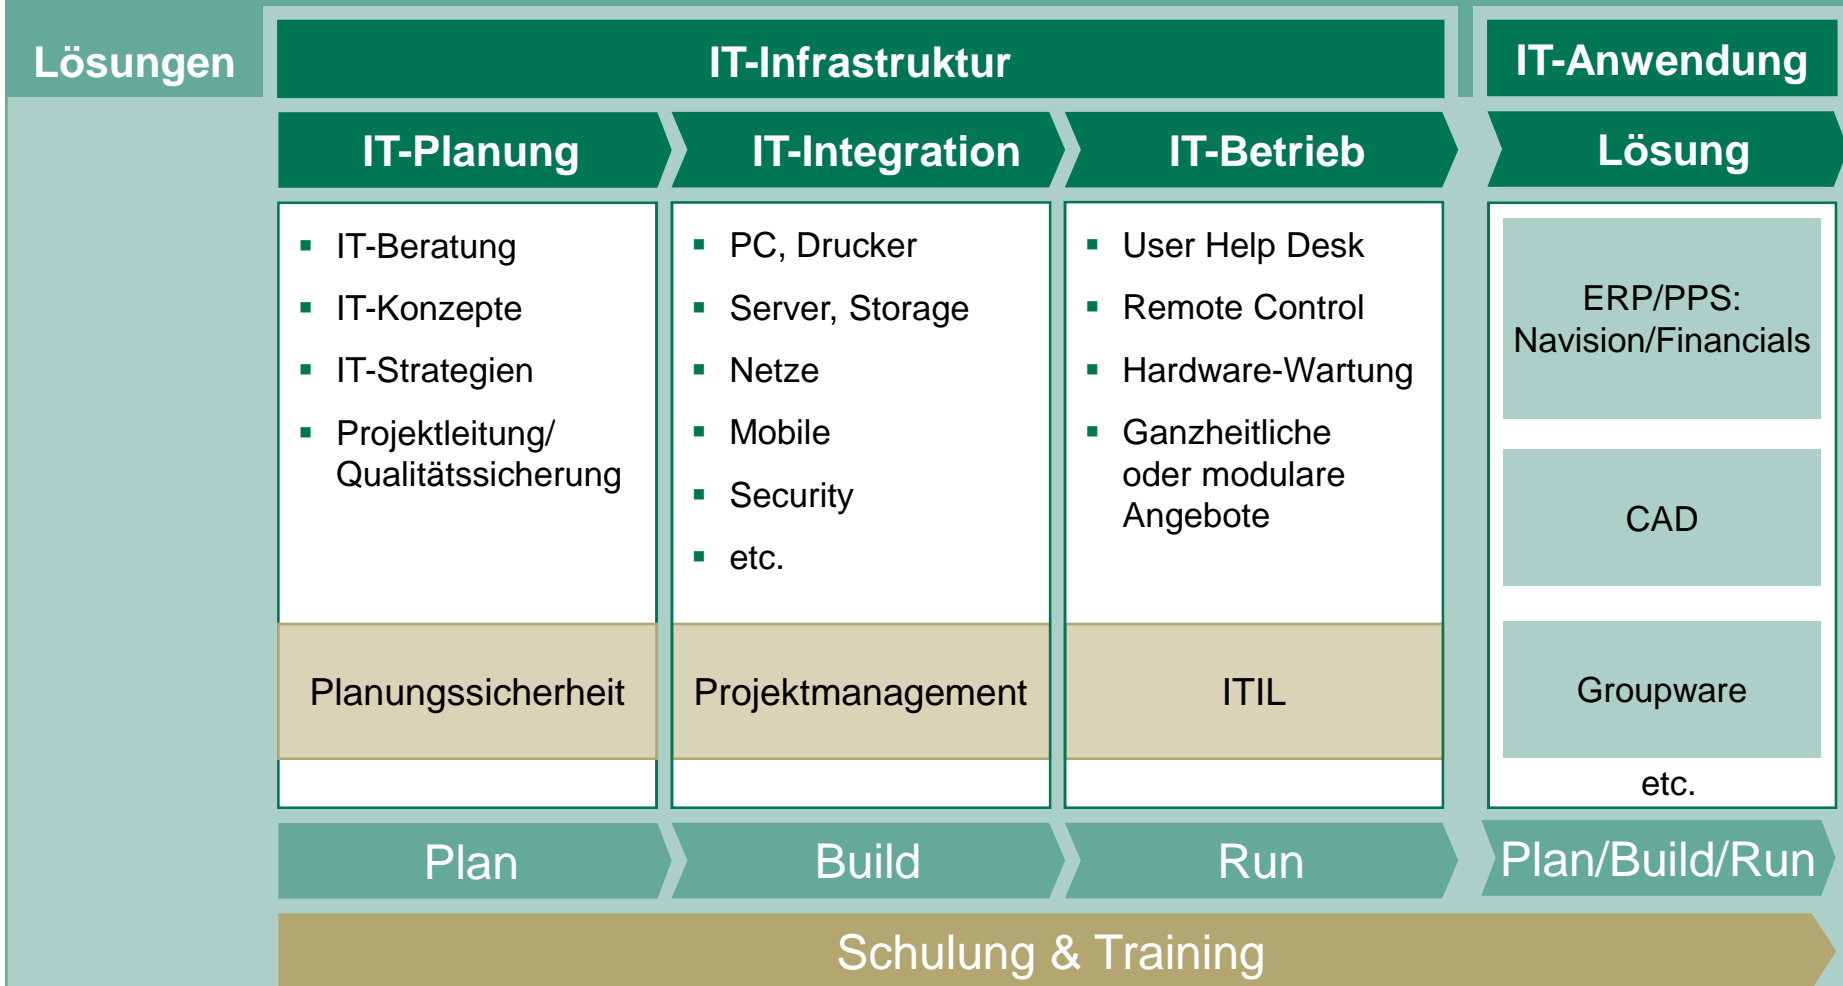 Lösungen
IT-Infrastruktur
IT-Anwendung
IT-Planung
IT-Integration
IT-Betrieb
Lösung
▪ IT-Beratung
▪ IT-Konzepte
▪ IT-Strategien
▪ Projektleitung/
Qualitätssicherung
Planungssicherheit
▪ PC, Drucker
▪ Server, Storage
▪ Netze
▪ Mobile
▪ Security
▪ etc.
Projektmanagement
▪ User Help Desk
▪ Remote Control
▪ Hardware-Wartung
▪ Ganzheitliche
oder modulare
Angebote
ITIL
ERP/PPS:
Navision/Financials
CAD
Groupware
etc.
Plan
Build
Run
Plan/Build/Run
Schulung & Training